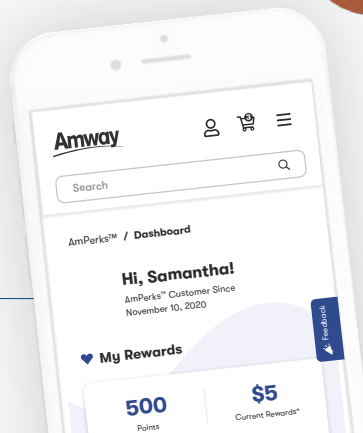 Amway
3
Search
AmPerks™ / Dashboard
Hi, Samantha!
AmPerks™ Customer Since
November 10, 2020
Feedback
My Rewards
500
Points
$5
Current Rewards*